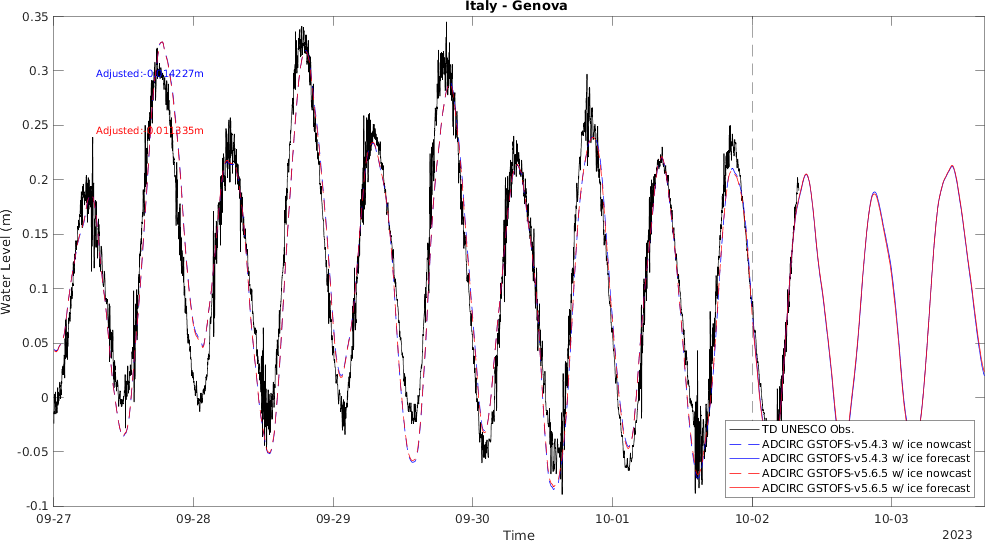 Italy - Genova
0.35
0.3
0.25
0.2
0.15
0.1
0.05
0
-0.05
-0.1
Water Level (m)
TD UNESCO Obs.
ADCIRC GSTOFS-v5.4.3 w/ ice nowcast
ADCIRC GSTOFS-v5.4.3 w/ ice forecast
ADCIRC GSTOFS-v5.6.5 w/ ice nowcast
ADCIRC GSTOFS-v5.6.5 w/ ice forecast
09-27
09-28
09-29
09-30
10-01
10-02
10-03
Time
2023